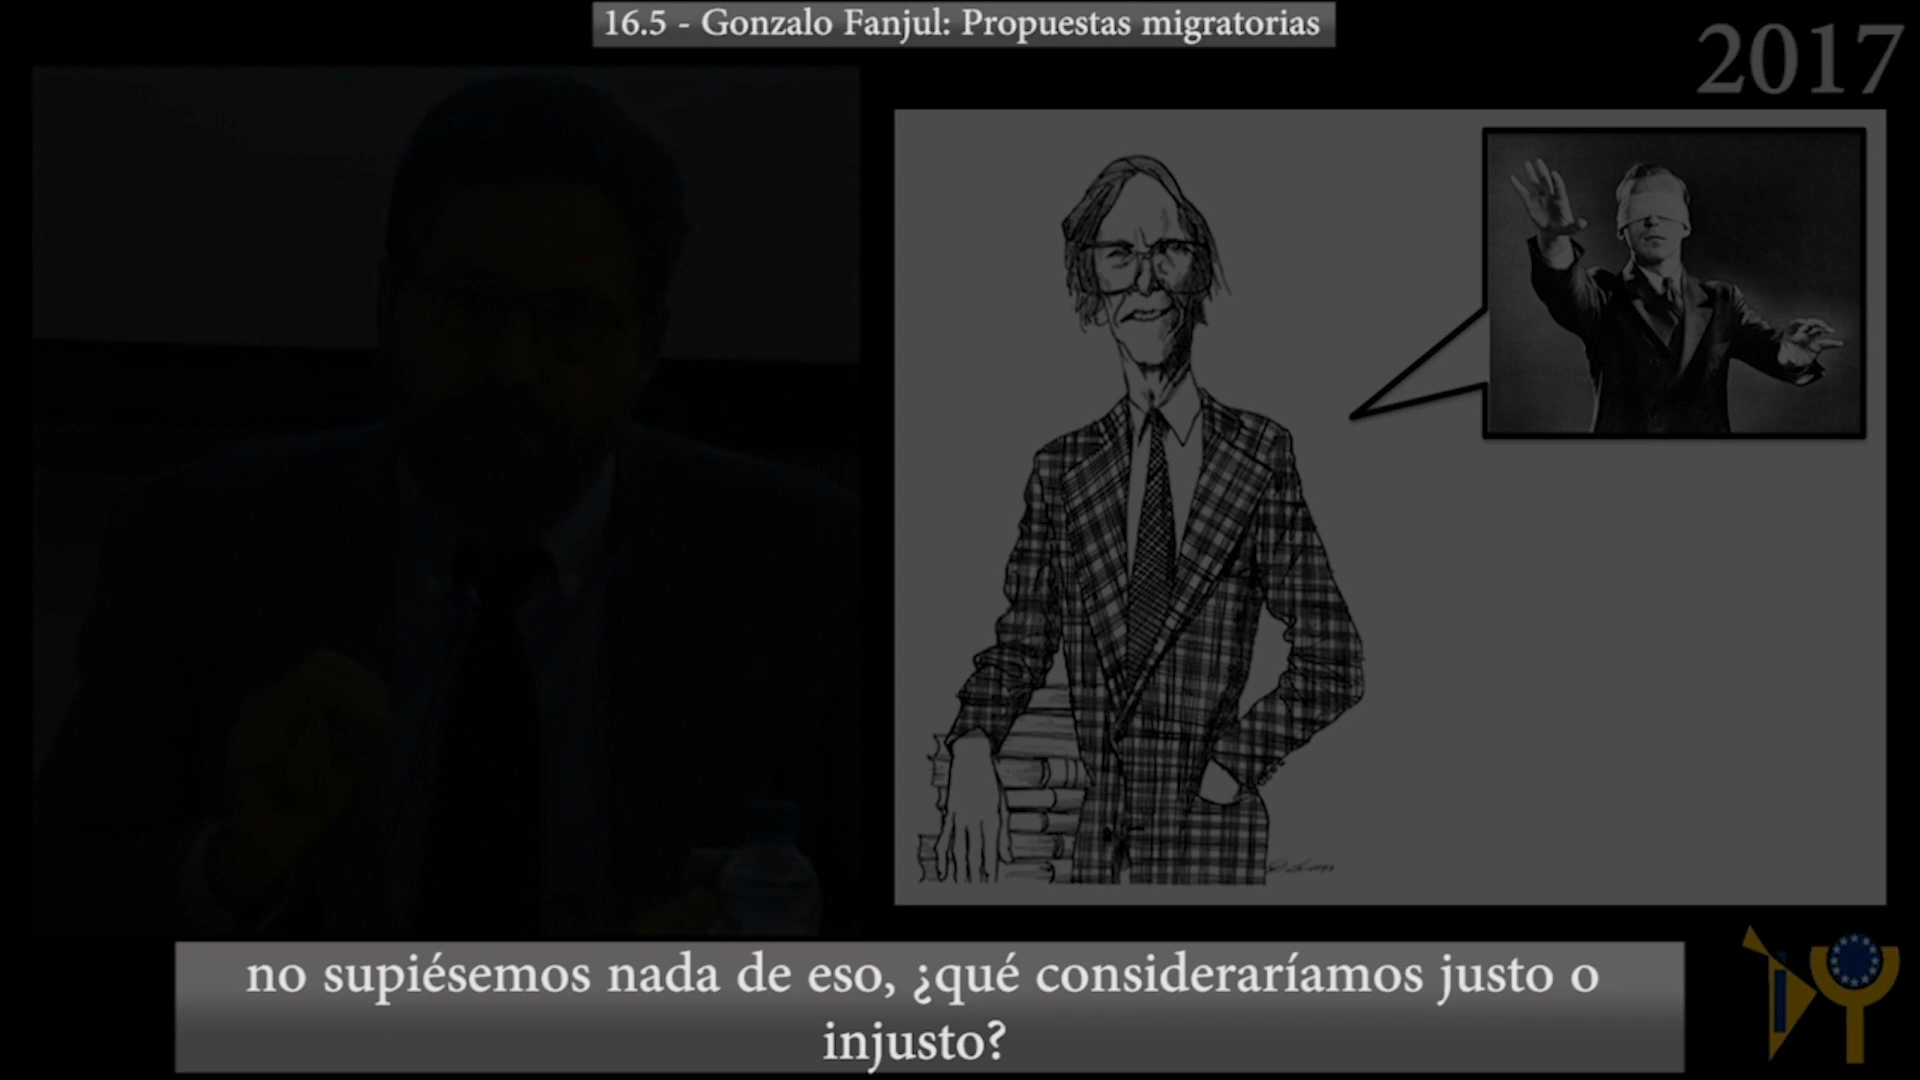 16.5 - Gonzalo Fanjul: Propuestas migratorias
2017
no supiésemos nada de eso, ¿qué consideraríamos justo o
injusto?